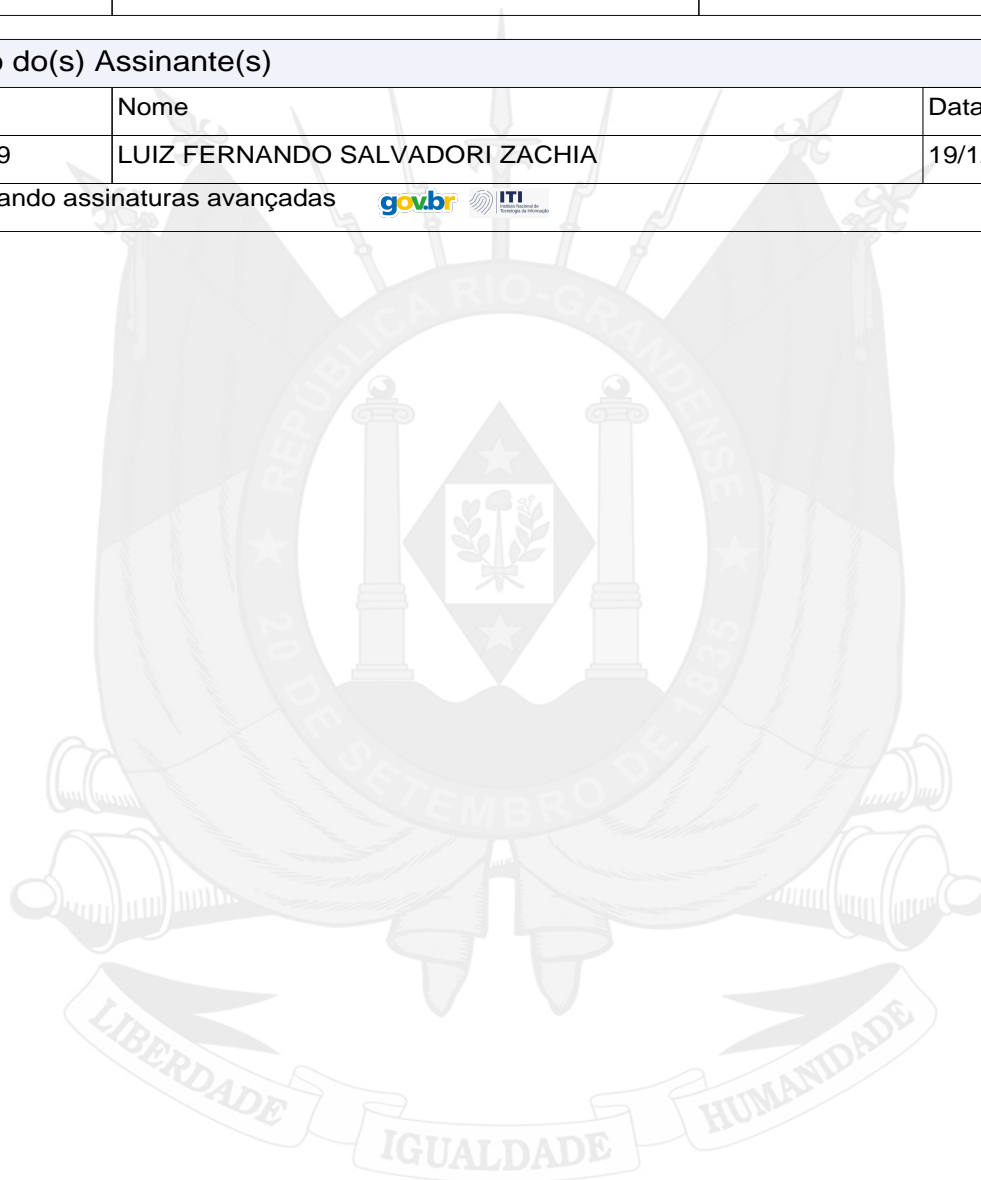 o do(s) Assinante(s)
Nome Data
9 LUIZ FERNANDO SALVADORI ZACHIA 19/1
ando assinaturas avançadas gov.br ITI
REPÚBLICA RIO-GRANDENSE
★ 20 DE SETEMBRO DE 1835 ★
LIBERDADE IGUALDADE HUMANIDADE